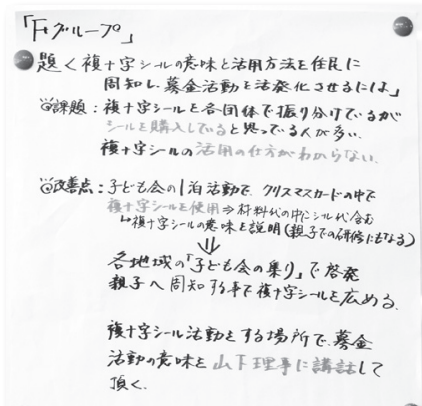 「Fグループ」
題く複十字シールの意味と活用方法を住民に
周知し、募金活動を活発化させるには」
◎課題：複十字シールを各団体で振り分けているが
シールを購入していると思っている人が多い。
複十字シールの活用の仕方がわからない。
◎改善点：子ども会の1泊活動で、クリスマスカードの中で
複十字シールを使用⇒材料代の中にシール代含む
↳複十字シールの意味を説明(親子での研修にもなる)
⇓
各地域の「子ども会の集り」で啓発
親子へ周知する事で複十字シールを広める。
複十字シール活動をする場所で、募金
活動の意味を山下理事に講話して
頂く。